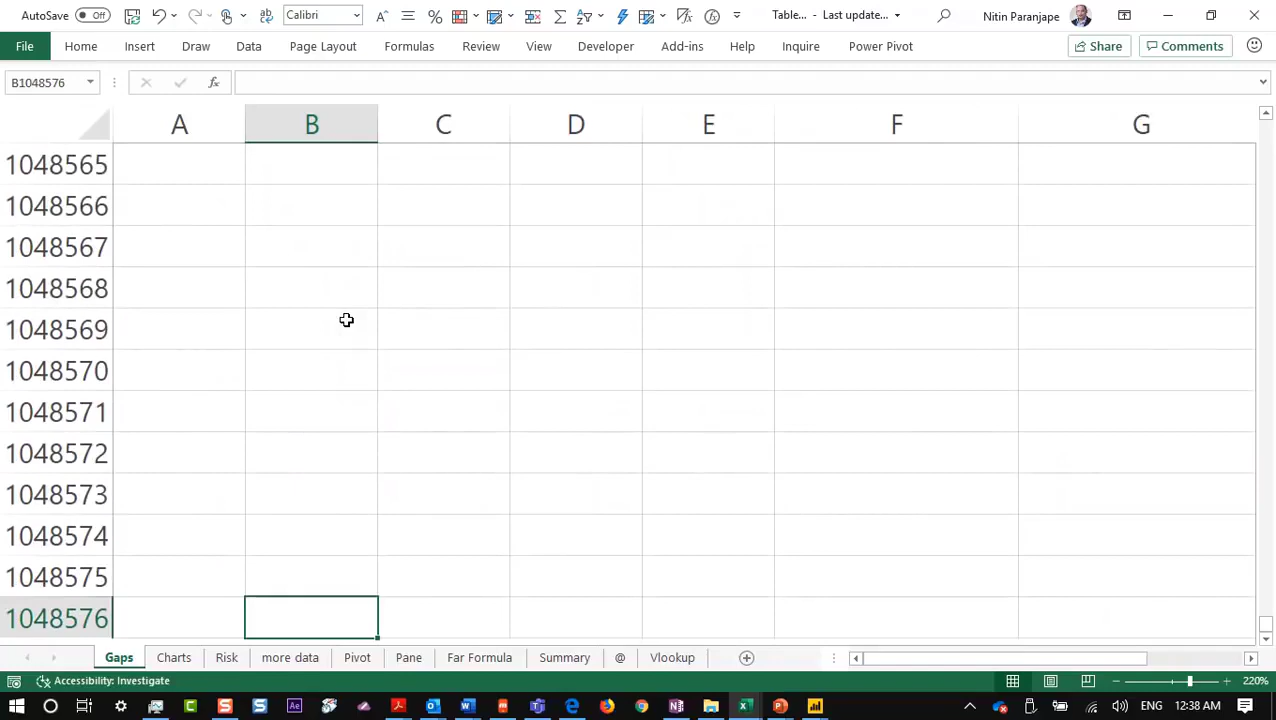 AutoSave Off Calibri Table... - Last update... Nitin Paranjape
File Home Insert Draw Data Page Layout Formulas Review View Developer Add-ins Help Inquire Power Pivot Share Comments
B1048576 fx
A B C D E F G
1048565
1048566
1048567
1048568
1048569
1048570
1048571
1048572
1048573
1048574
1048575
1048576
Gaps Charts Risk more data Pivot Pane Far Formula Summary @ Vlookup
Accessibility: Investigate 220%
12:38 AM